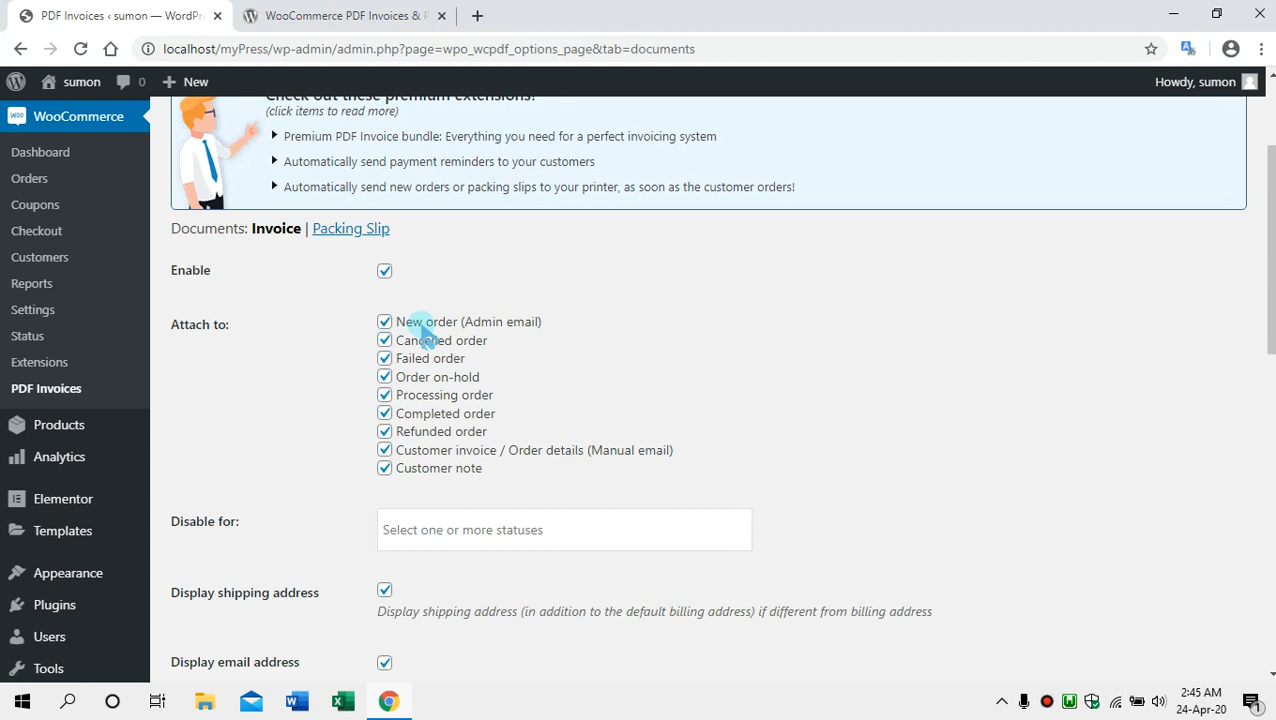 PDF Invoices ‹ sumon — WordPr
WooCommerce PDF Invoices & P
localhost/myPress/wp-admin/admin.php?page=wpo_wcpdf_options_page&tab=documents
sumon
0
New
Howdy, sumon
WooCommerce
Dashboard
Orders
Coupons
Checkout
Customers
Reports
Settings
Status
Extensions
PDF Invoices
Products
Analytics
Elementor
Templates
Appearance
Plugins
Users
Tools
Check out these premium extensions!
(click items to read more)
Premium PDF Invoice bundle: Everything you need for a perfect invoicing system
Automatically send payment reminders to your customers
Automatically send new orders or packing slips to your printer, as soon as the customer orders!
Documents: Invoice | Packing Slip
Enable
Attach to:
New order (Admin email)
Cancelled order
Failed order
Order on-hold
Processing order
Completed order
Refunded order
Customer invoice / Order details (Manual email)
Customer note
Disable for:
Select one or more statuses
Display shipping address
Display shipping address (in addition to the default billing address) if different from billing address
Display email address
2:45 AM
24-Apr-20
1